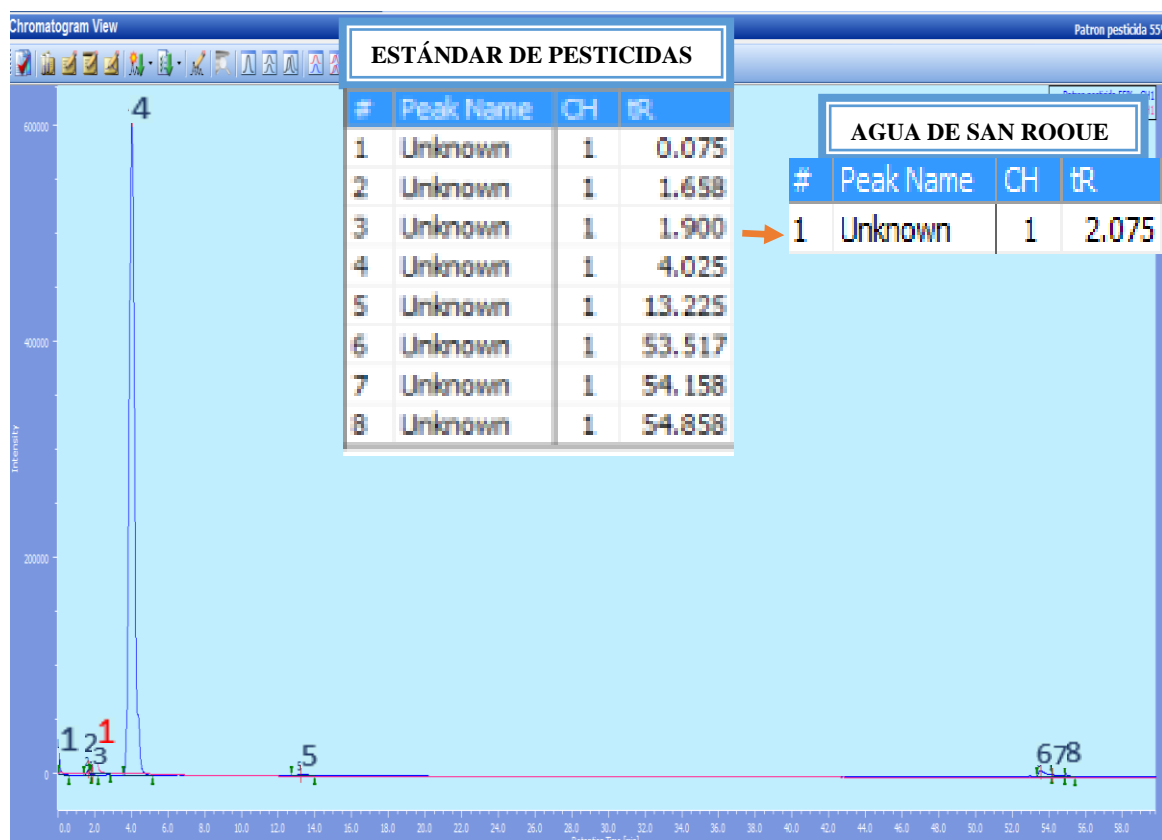 Chromatogram View
Patron pesticida 55%
ESTÁNDAR DE PESTICIDAS
# Peak Name CH tR
1 Unknown 1 0.075
2 Unknown 1 1.658
3 Unknown 1 1.900
4 Unknown 1 4.025
5 Unknown 1 13.225
6 Unknown 1 53.517
7 Unknown 1 54.158
8 Unknown 1 54.858
AGUA DE SAN ROQUE
# Peak Name CH tR
1 Unknown 1 2.075
4
600000
400000
Intensity
200000
1 2 3 1
5
678
0
0.0 2.0 4.0 6.0 8.0 10.0 12.0 14.0 16.0 18.0 20.0 22.0 24.0 26.0 28.0 30.0 32.0 34.0 36.0 38.0 40.0 42.0 44.0 46.0 48.0 50.0 52.0 54.0 56.0 58.0